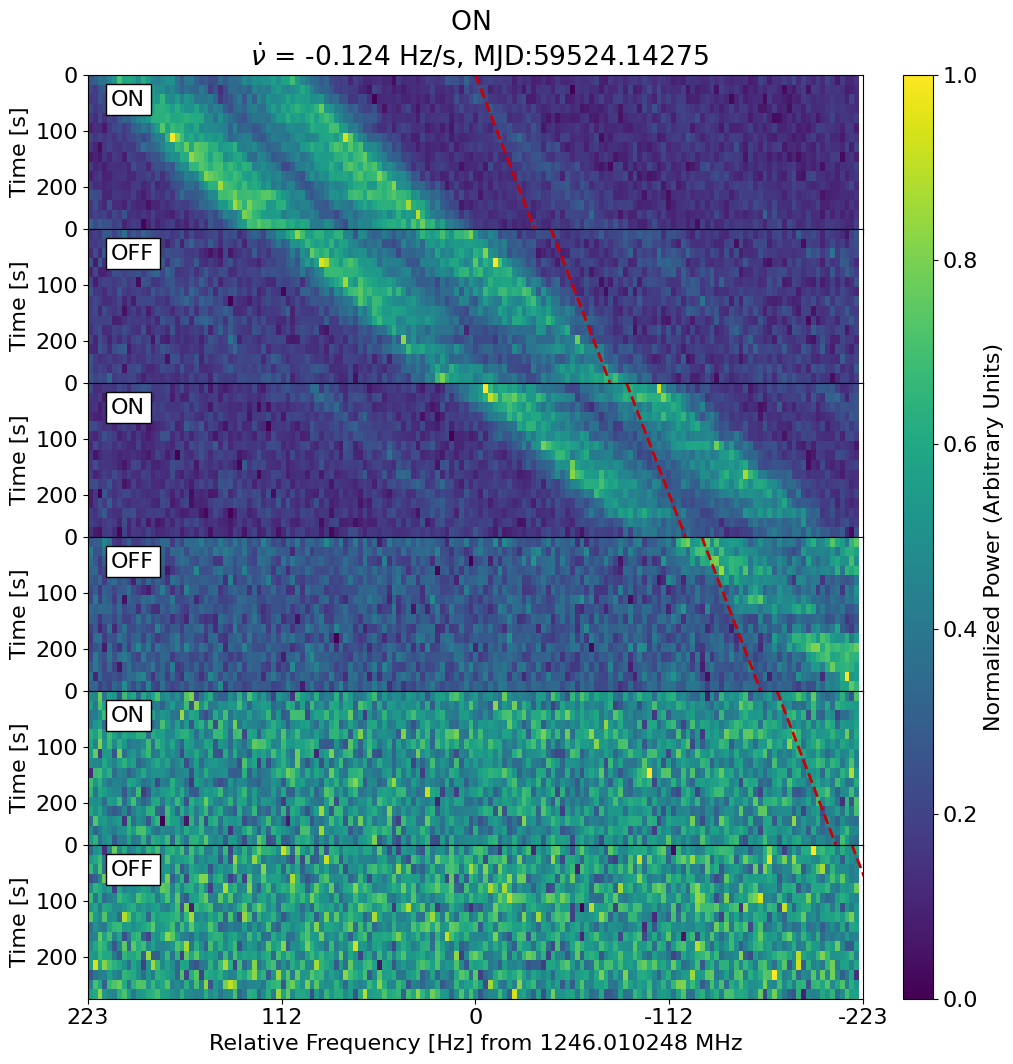 ON
ν̇ = -0.124 Hz/s, MJD:59524.14275
0
100
200
Time [s]
ON
0
100
200
Time [s]
OFF
0
100
200
Time [s]
ON
0
100
200
Time [s]
OFF
0
100
200
Time [s]
ON
0
100
200
Time [s]
OFF
223
112
0
-112
-223
Relative Frequency [Hz] from 1246.010248 MHz
1.0
0.8
0.6
0.4
0.2
0.0
Normalized Power (Arbitrary Units)